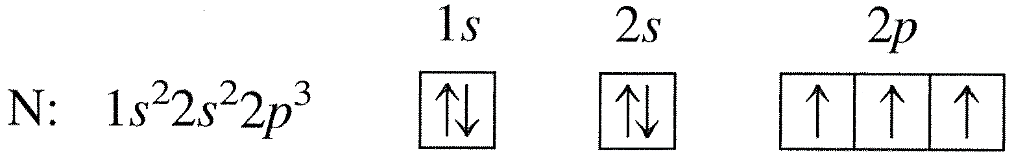 1s 2s 2p
N: 1s²2s²2p³ ↑↓ ↑↓ ↑ ↑ ↑